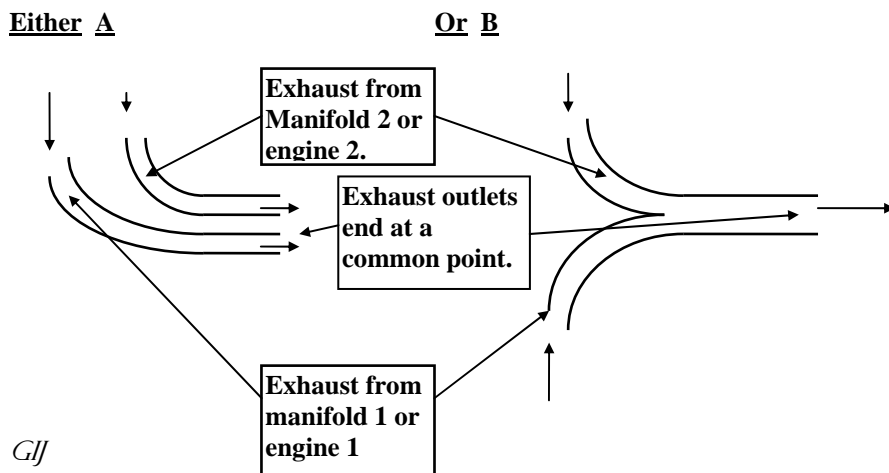 Either A
Or B
Exhaust from
Manifold 2 or
engine 2.
Exhaust outlets
end at a
common point.
Exhaust from
manifold 1 or
engine 1